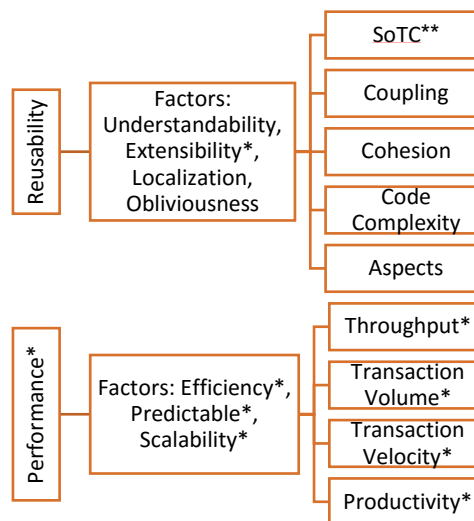 Reusability
Factors:
Understandability,
Extensibility*,
Localization,
Obliviousness
SoTC**
Coupling
Cohesion
Code
Complexity
Aspects
Performance*
Factors: Efficiency*,
Predictable*,
Scalability*
Throughput*
Transaction
Volume*
Transaction
Velocity*
Productivity*